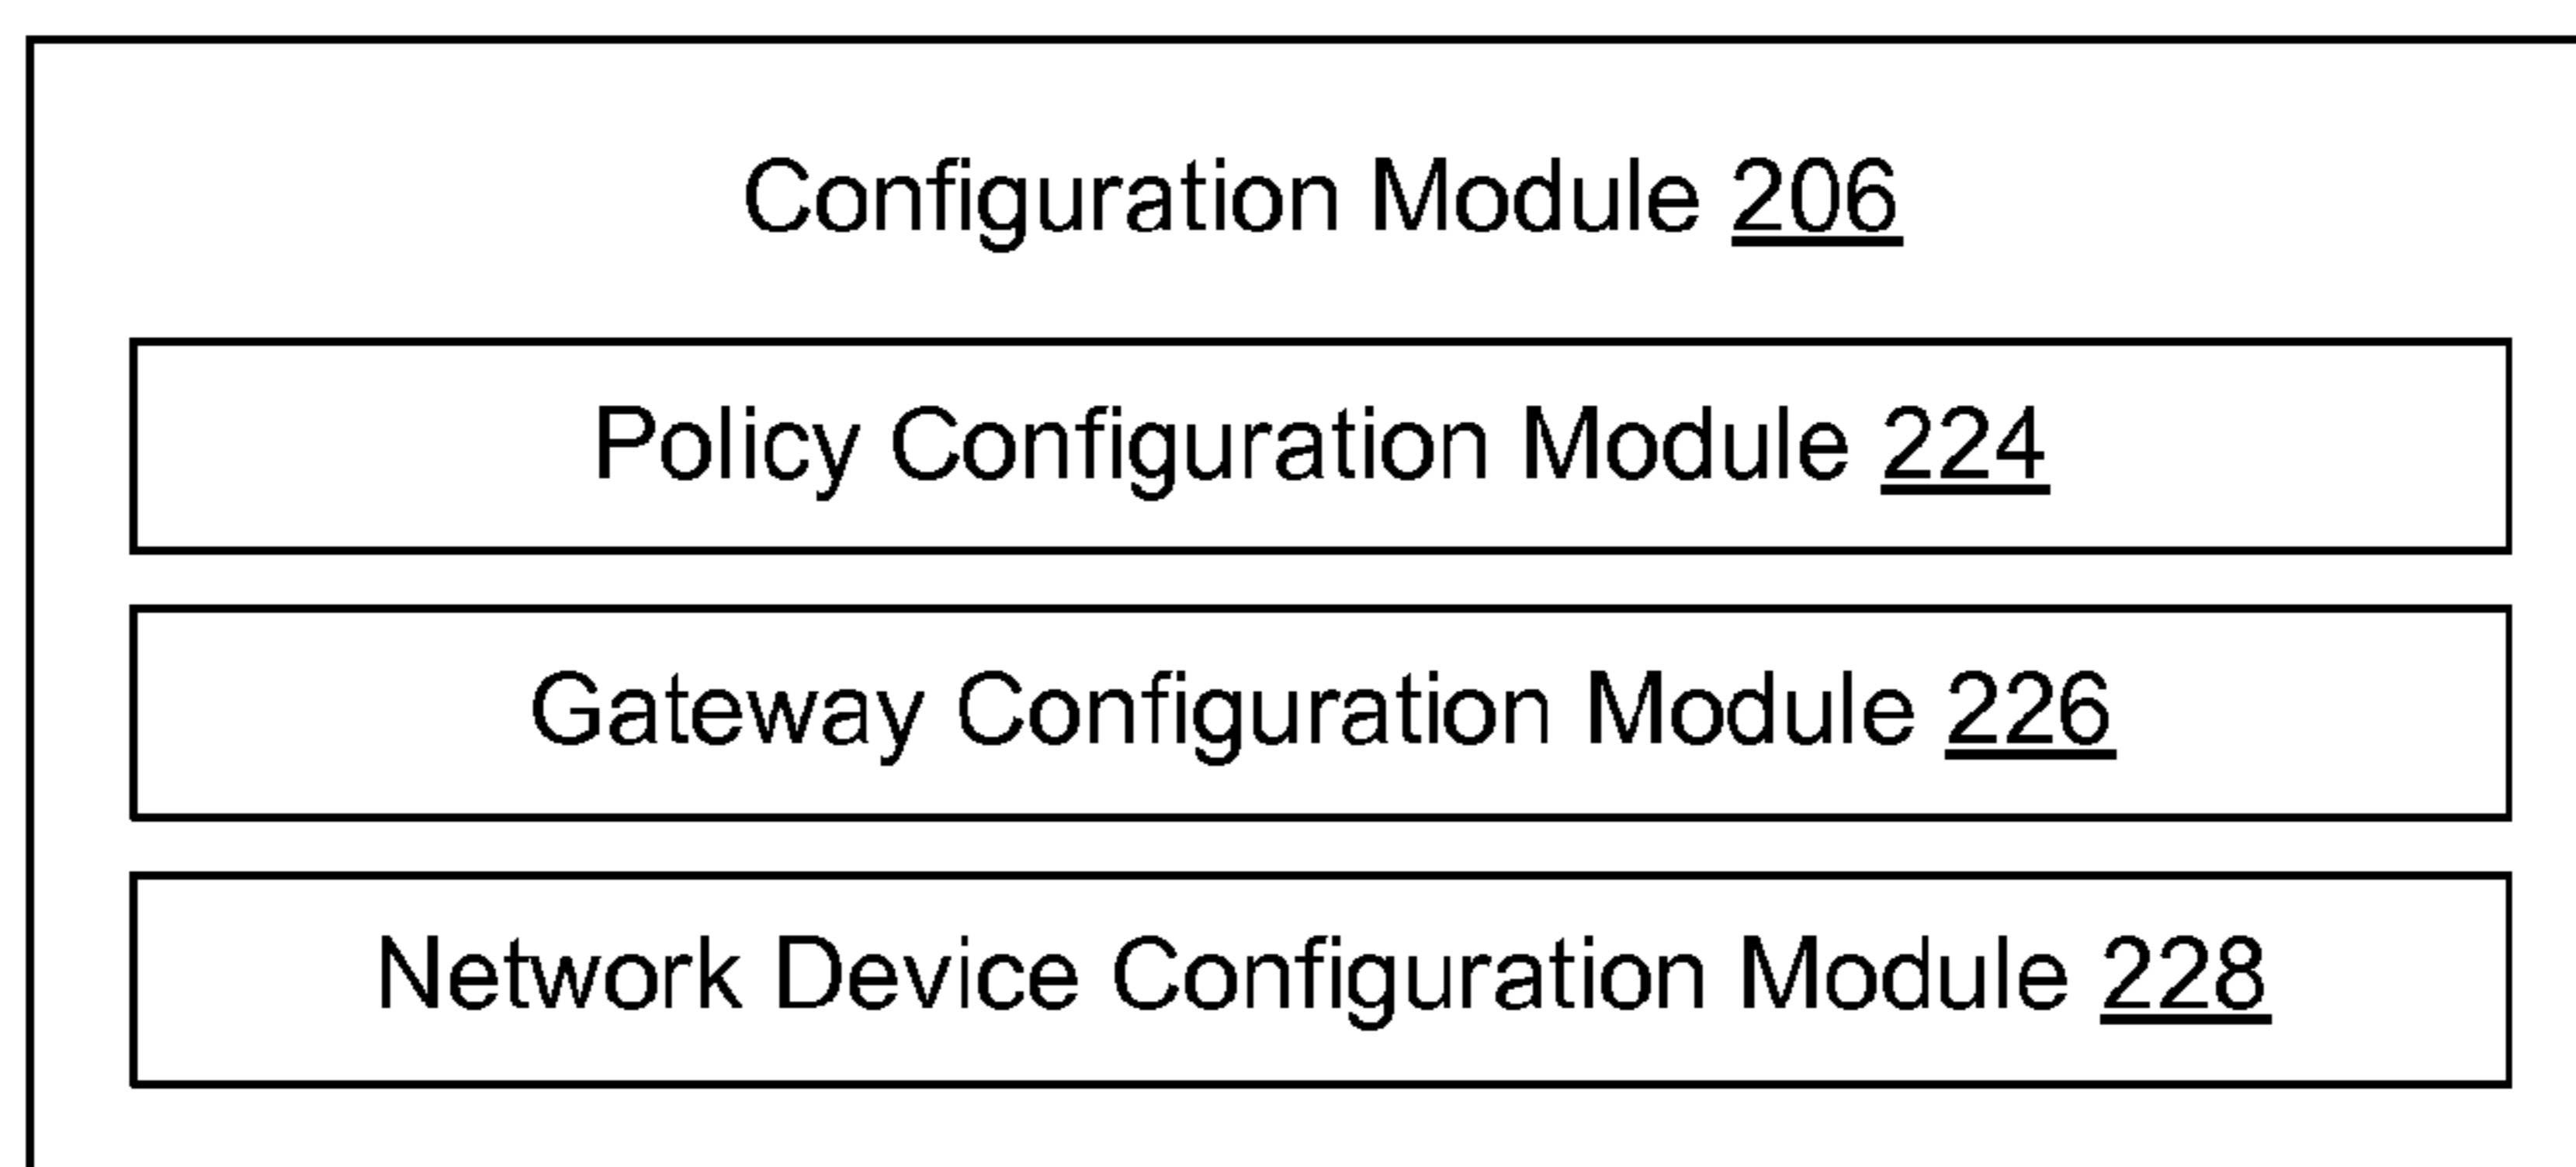 Configuration Module 206
Policy Configuration Module 224
Gateway Configuration Module 226
Network Device Configuration Module 228